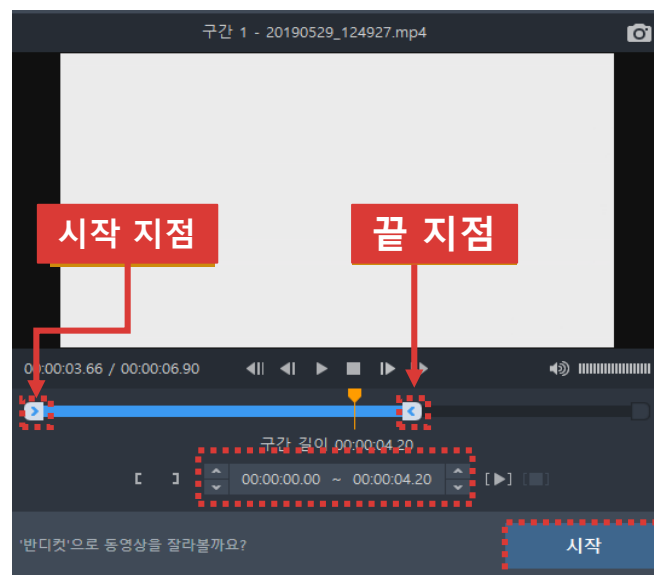 구간 1 - 20190529_124927.mp4
시작 지점
끝 지점
00:00:03.66 / 00:00:06.90
구간 길이 00:00:04.20
[ ] 00:00:00.00 ~ 00:00:04.20 [▶] [■]
'반디컷'으로 동영상을 잘라볼까요?
시작